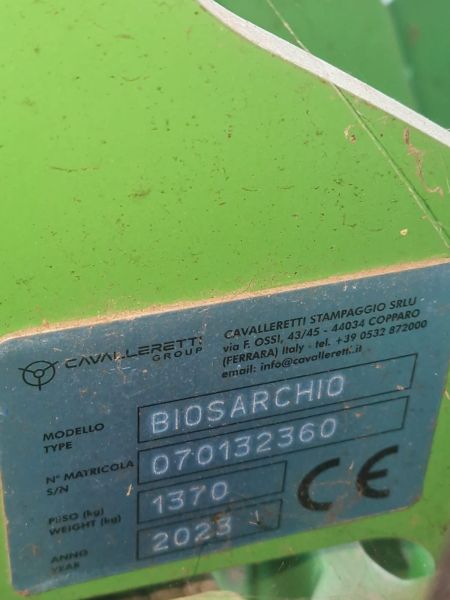 CAVALLERETTI
GROUP
CAVALLERETTI STAMPAGGIO SRLU
via F. OSSI, 43/45 - 44034 COPPARO
(FERRARA) Italy - tel. +39 0532 872000
email: info@cavalleretti.it
MODELLO
TYPE
BIOSARCHIO
N° MATRICOLA
S/N
070132360
PESO (kg)
WEIGHT (kg)
1370
ANNO
YEAR
2023
CE